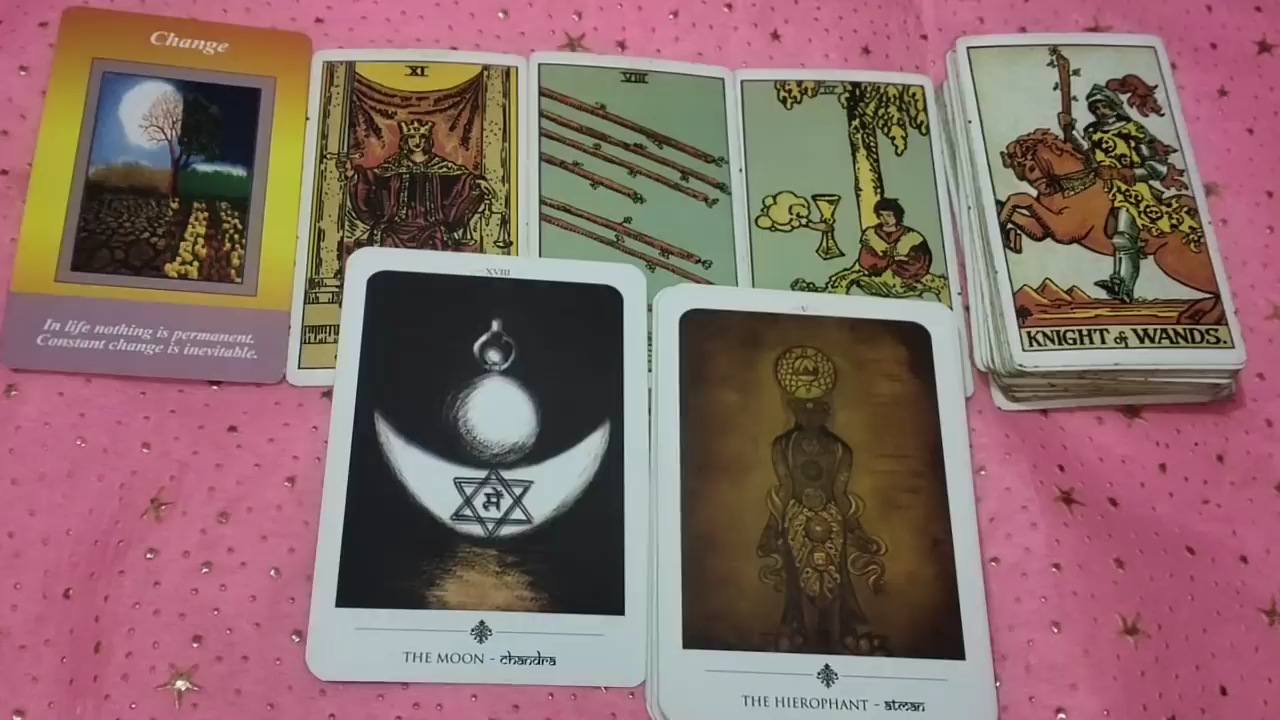 Change
In life nothing is permanent.
Constant change is inevitable.
XI
VIII
IV
KNIGHT of WANDS.
XVIII
में
THE MOON - chandra
V
THE HIEROPHANT - atman